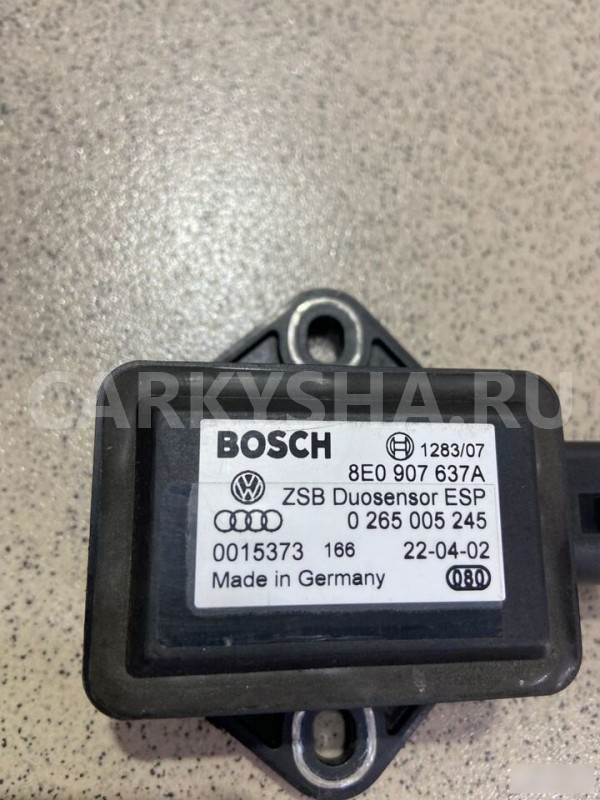 CARKYSHA.RU
BOSCH 1283/07
8E0 907 637A
ZSB Duosensor ESP
0 265 005 245
0015373 166 22-04-02
Made in Germany 080